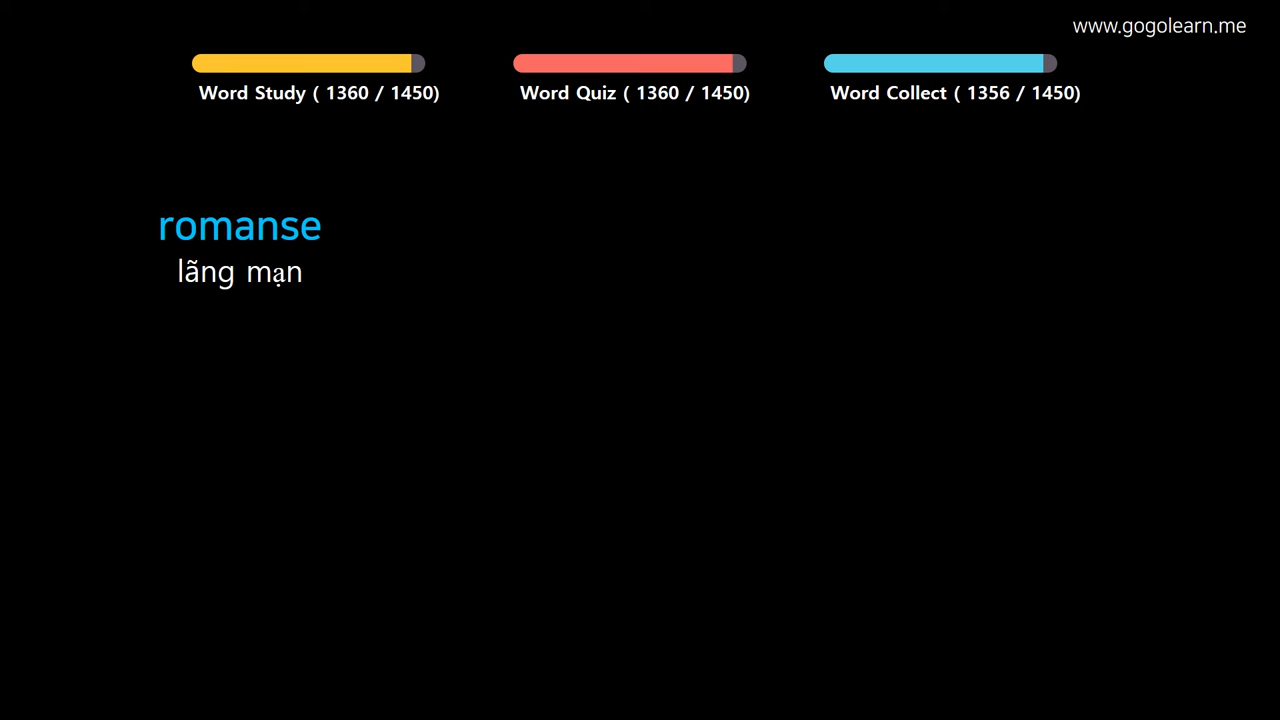 www.gogolearn.me
Word Study ( 1360 / 1450)
Word Quiz ( 1360 / 1450)
Word Collect ( 1356 / 1450)
romanse
lãng mạn